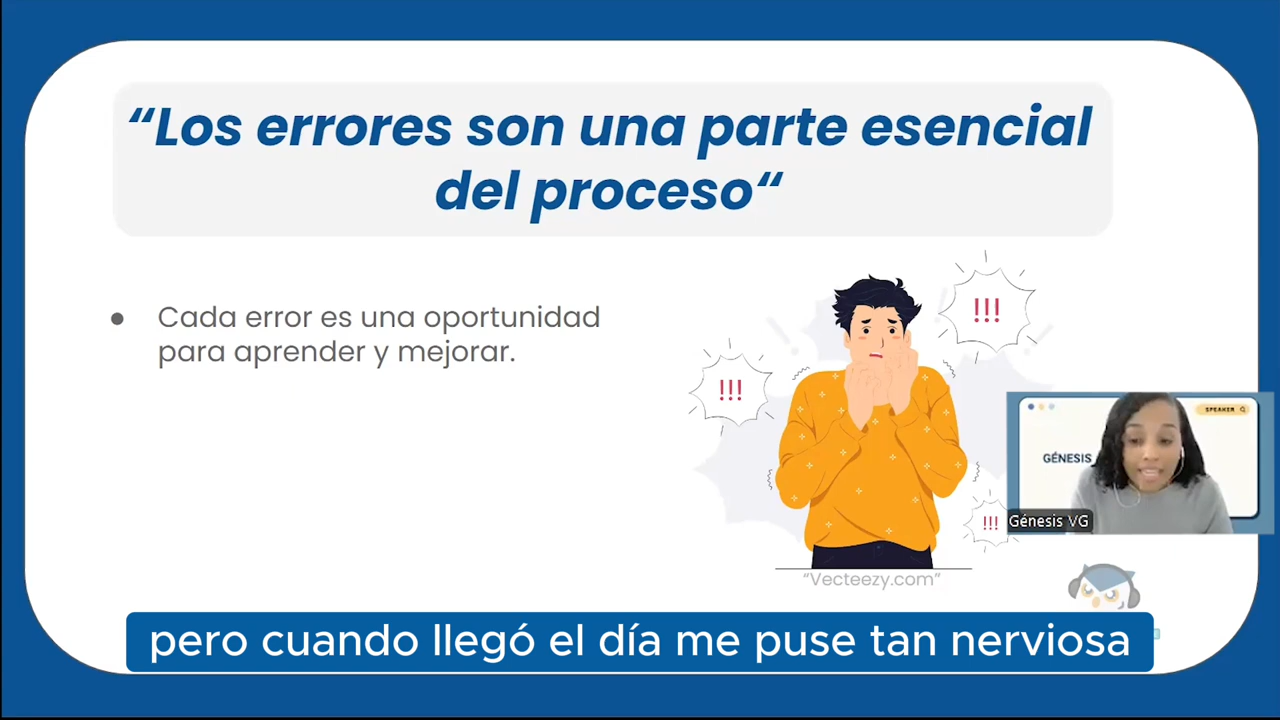 “Los errores son una parte esencial
del proceso“
Cada error es una oportunidad
para aprender y mejorar.
!!!
!!!
!!!
SPEAKER
GÉNESIS
Génesis VG
“Vecteezy.com”
pero cuando llegó el día me puse tan nerviosa